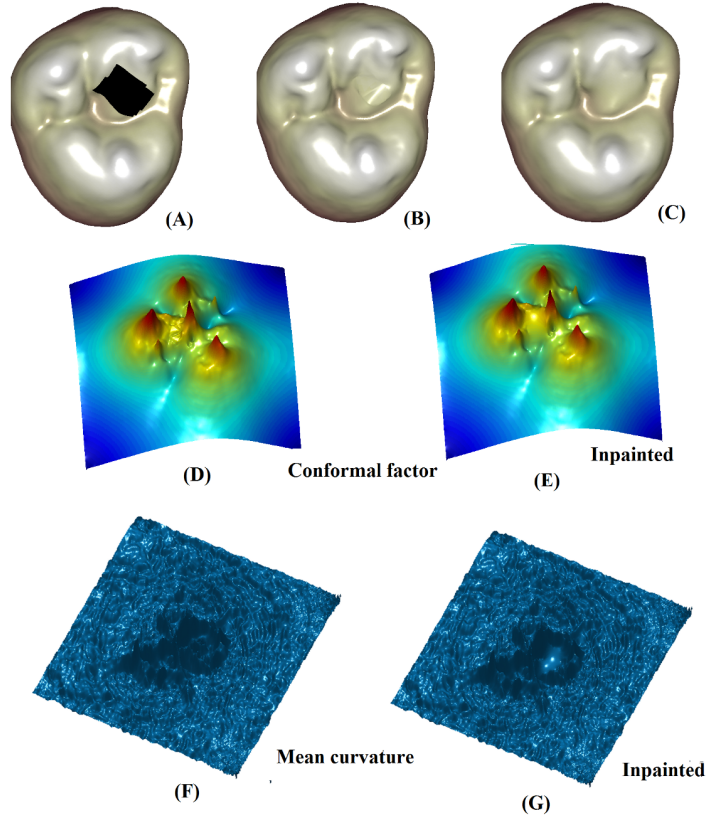 (A)
(B)
(C)
(D)
Conformal factor
(E)
Inpainted
(F)
Mean curvature
(G)
Inpainted